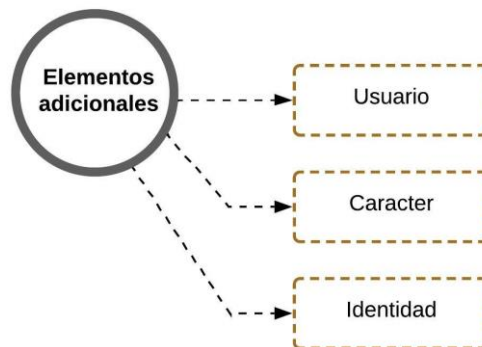 Elementos
adicionales
Usuario
Caracter
Identidad